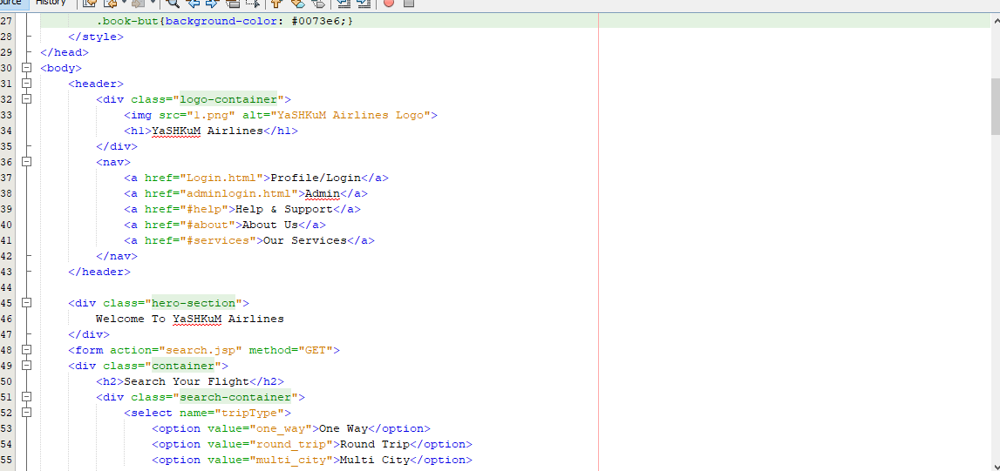 ource History
27 .book-but{background-color: #0073e6;}
28 </style>
29 </head>
30 <body>
31 <header>
32 <div class="logo-container">
33 <img src="1.png" alt="YaSHKuM Airlines Logo">
34 <h1>YaSHKuM Airlines</h1>
35 </div>
36 <nav>
37 <a href="Login.html">Profile/Login</a>
38 <a href="adminlogin.html">Admin</a>
39 <a href="#help">Help & Support</a>
40 <a href="#about">About Us</a>
41 <a href="#services">Our Services</a>
42 </nav>
43 </header>
44
45 <div class="hero-section">
46 Welcome To YaSHKuM Airlines
47 </div>
48 <form action="search.jsp" method="GET">
49 <div class="container">
50 <h2>Search Your Flight</h2>
51 <div class="search-container">
52 <select name="tripType">
53 <option value="one_way">One Way</option>
54 <option value="round_trip">Round Trip</option>
55 <option value="multi_city">Multi City</option>